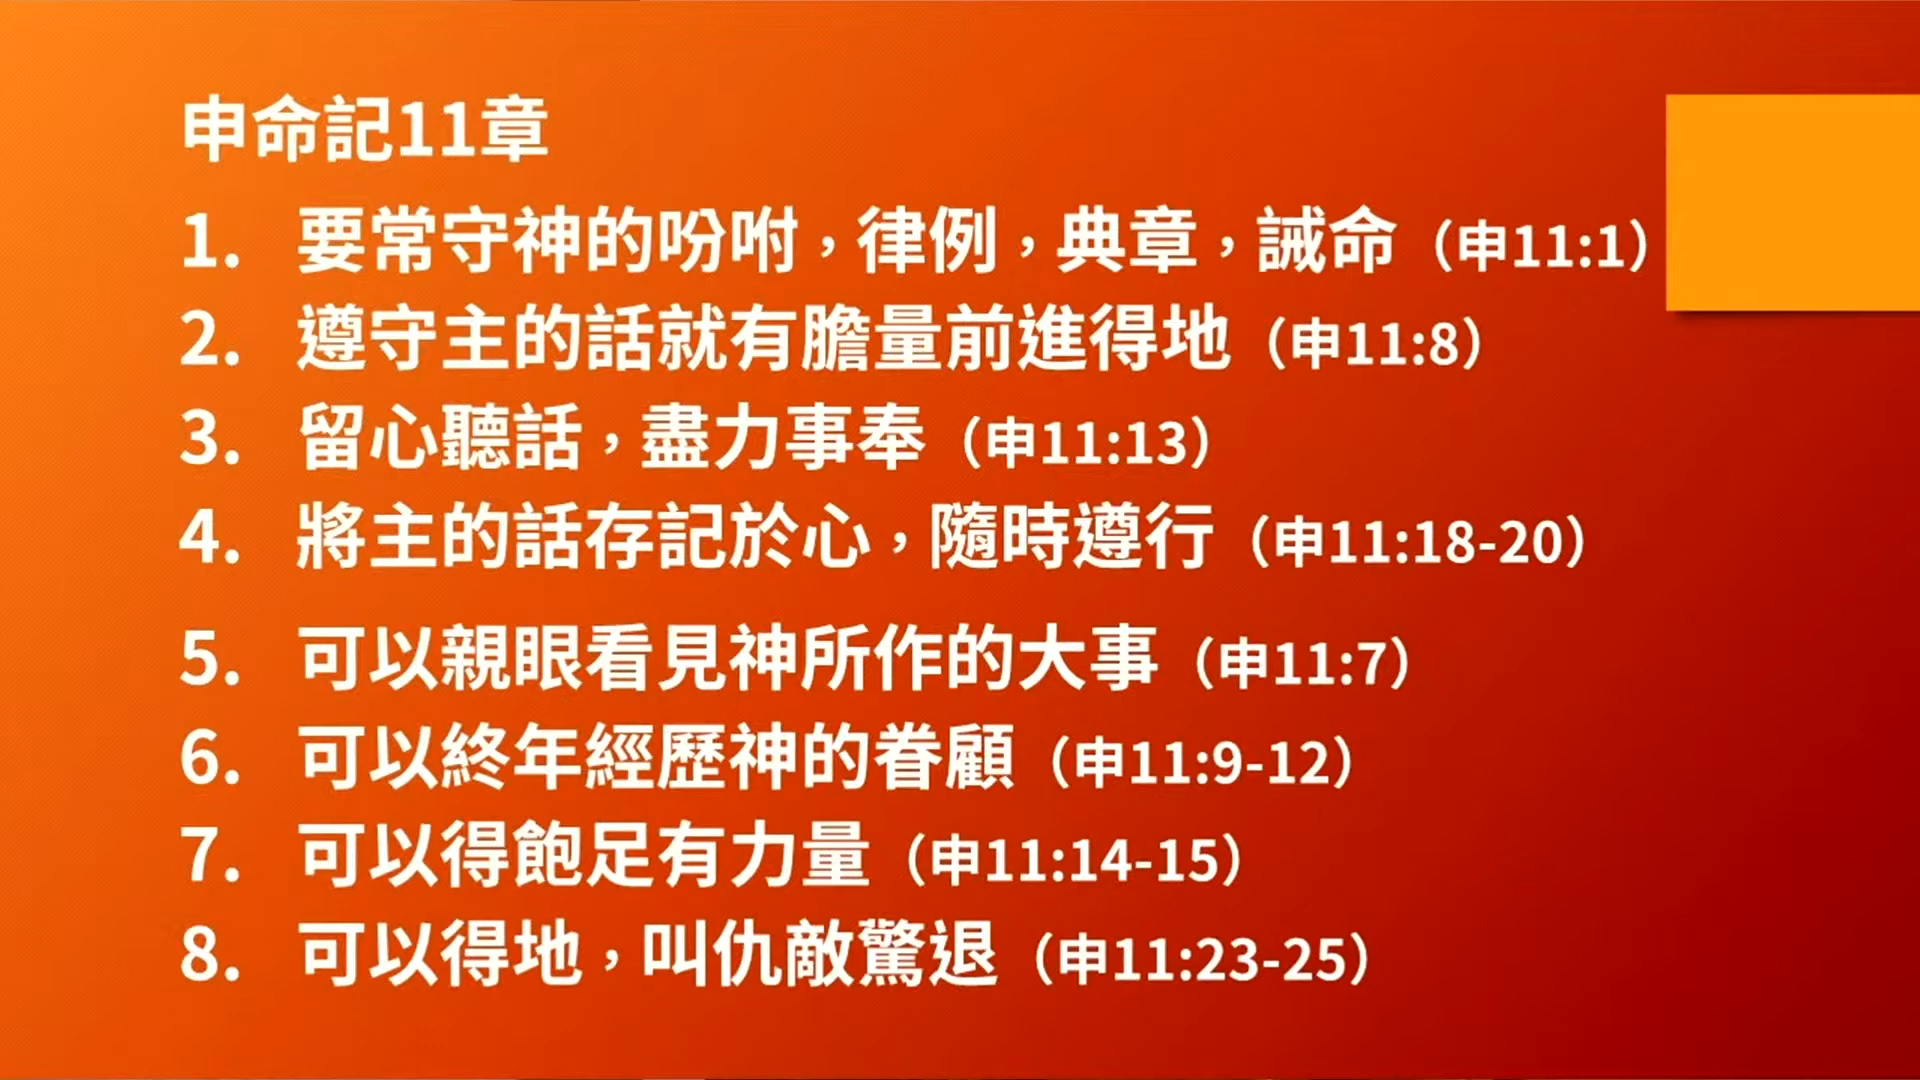 申命記11章
1. 要常守神的吩咐，律例，典章，誡命（申11:1）
2. 遵守主的話就有膽量前進得地（申11:8）
3. 留心聽話，盡力事奉（申11:13）
4. 將主的話存記於心，隨時遵行（申11:18-20）
5. 可以親眼看見神所作的大事（申11:7）
6. 可以終年經歷神的眷顧（申11:9-12）
7. 可以得飽足有力量（申11:14-15）
8. 可以得地，叫仇敵驚退（申11:23-25）